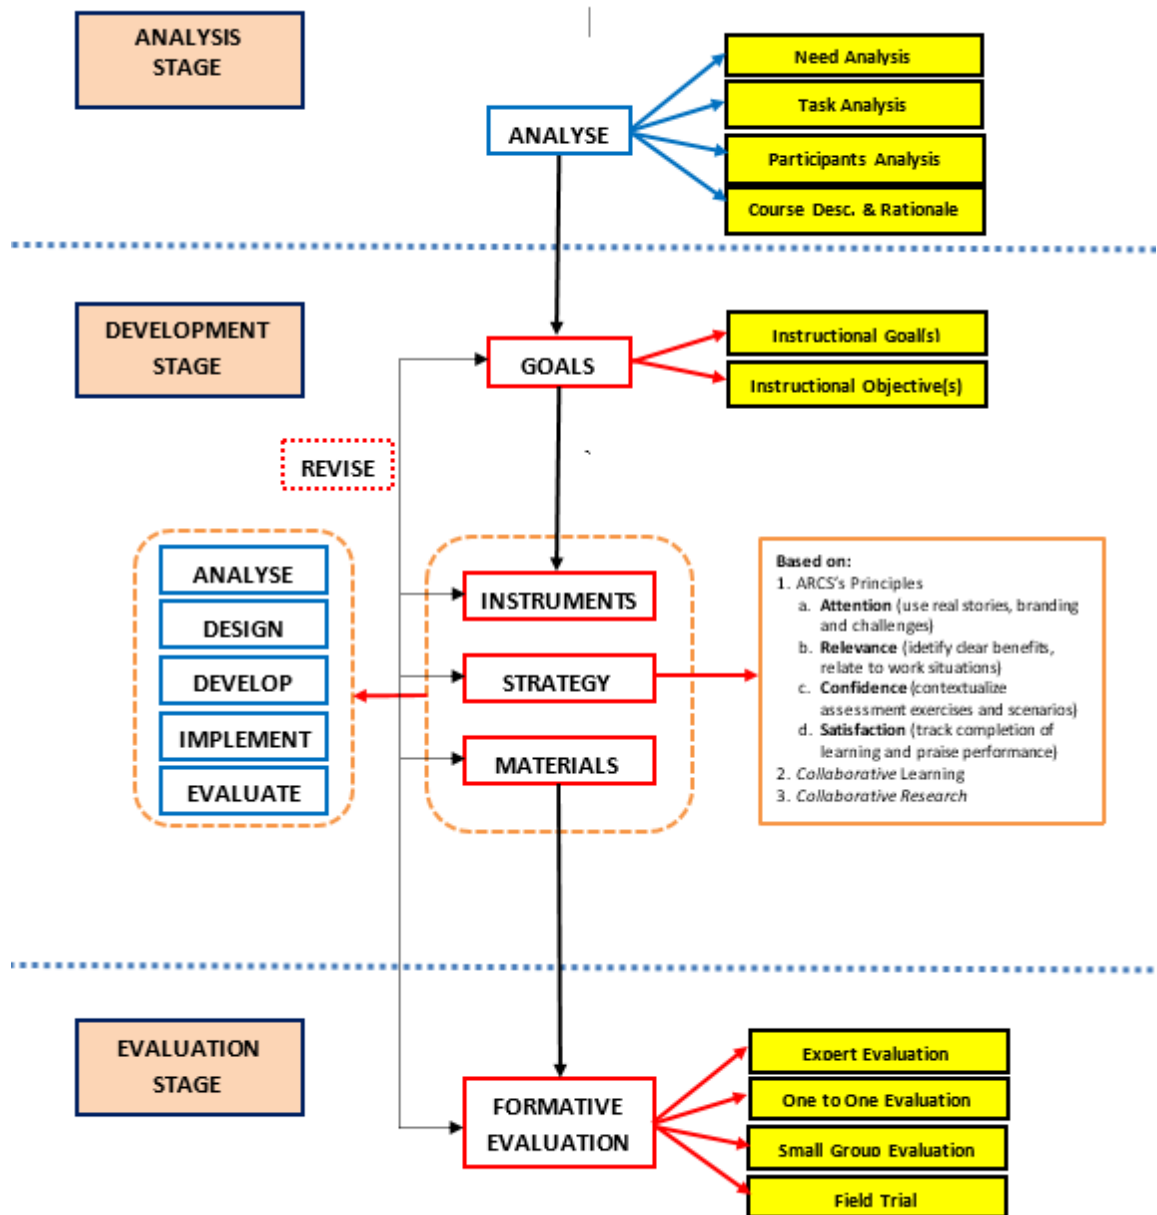 ANALYSIS
STAGE
ANALYSE
Need Analysis
Task Analysis
Participants Analysis
Course Desc. & Rationale
DEVELOPMENT
STAGE
GOALS
Instructional Goal(s)
Instructional Objective(s)
REVISE
ANALYSE
DESIGN
DEVELOP
IMPLEMENT
EVALUATE
INSTRUMENTS
STRATEGY
MATERIALS
Based on:
1. ARCS's Principles
a. Attention (use real stories, branding
and challenges)
b. Relevance (idetify clear benefits,
relate to work situations)
c. Confidence (contextualize
assessment exercises and scenarios)
d. Satisfaction (track completion of
learning and praise performance)
2. Collaborative Learning
3. Collaborative Research
EVALUATION
STAGE
FORMATIVE
EVALUATION
Expert Evaluation
One to One Evaluation
Small Group Evaluation
Field Trial